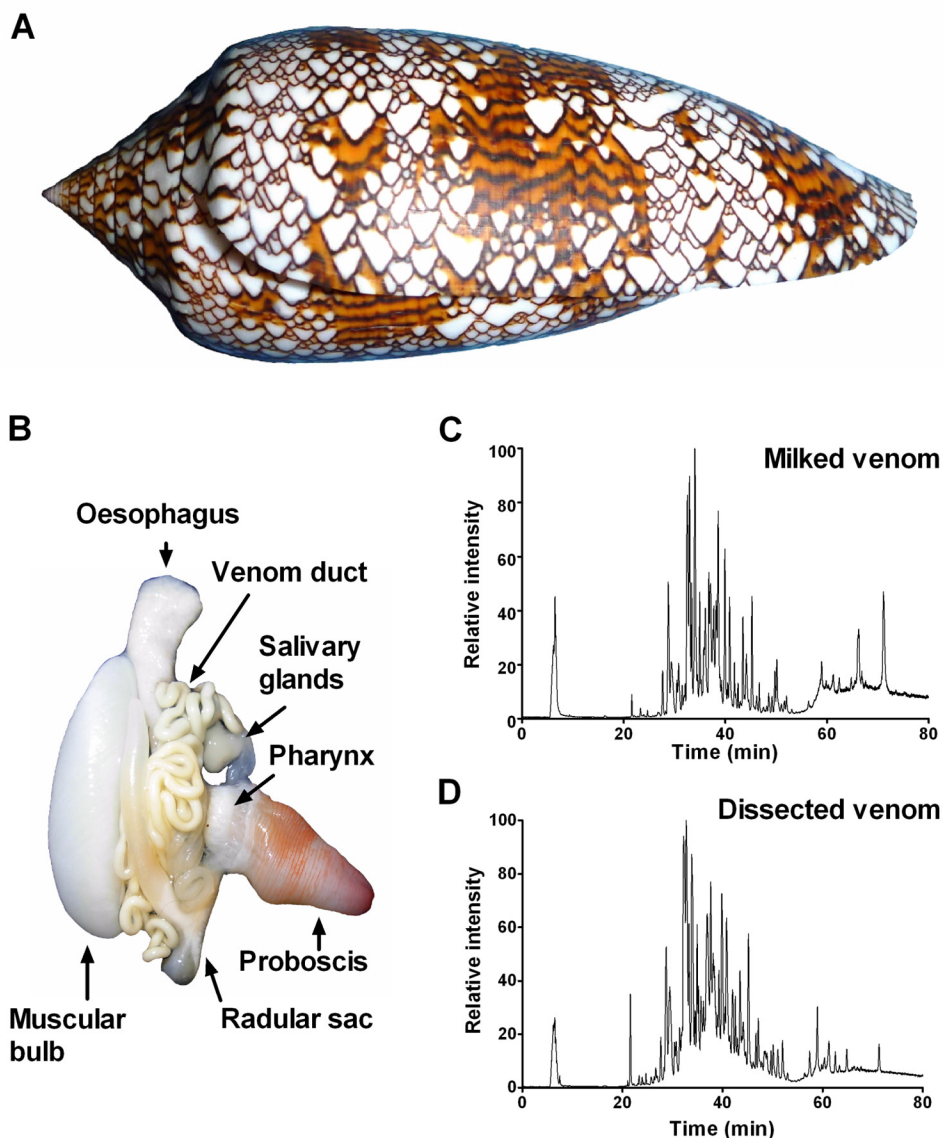 A
B
Oesophagus
Venom duct
Salivary
glands
Pharynx
Proboscis
Radular sac
Muscular
bulb
C
Milked venom
Relative intensity
100
80
60
40
20
0
0 20 40 60 80
Time (min)
D
Dissected venom
Relative intensity
100
80
60
40
20
0
0 20 40 60 80
Time (min)